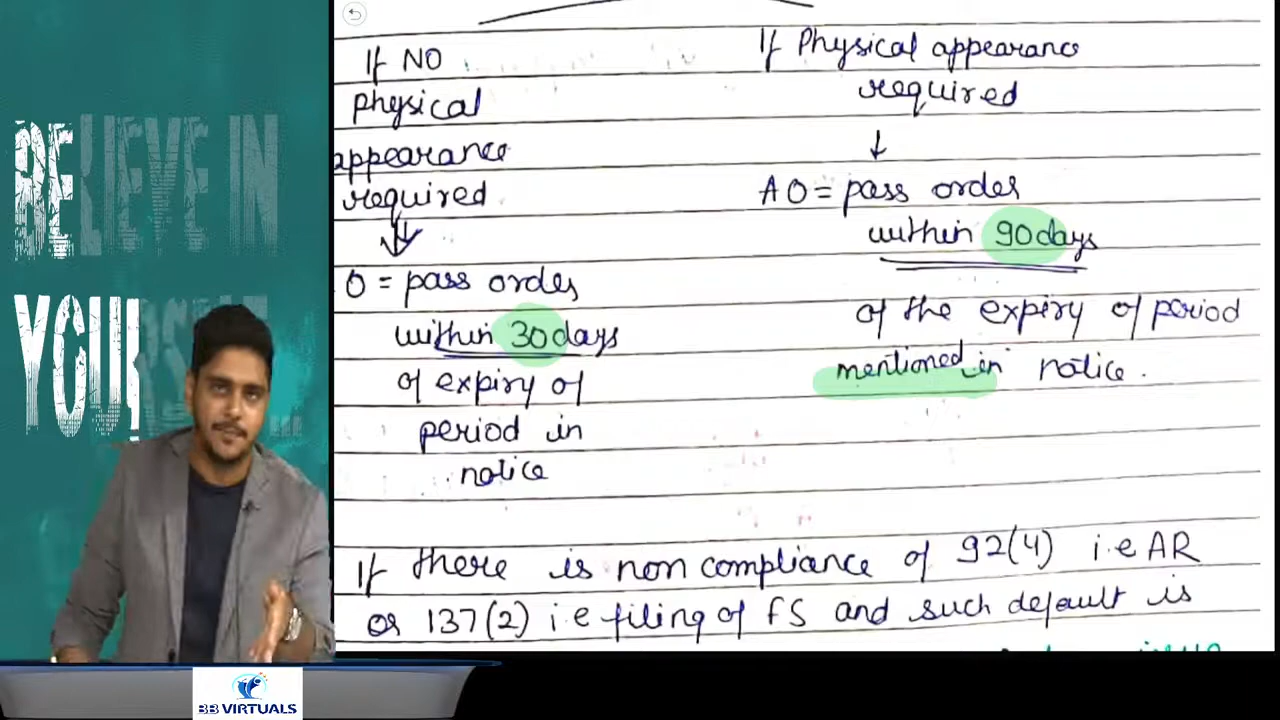 BELIEVE IN
YOUR
If NO
physical
appearance
required
O = pass order
within 30 days
of expiry of
period in
notice
If Physical appearance
required
AO = pass order
within 90 days
of the expiry of period
mentioned in notice.
If there is non compliance of 92(4) i.e AR
or 137(2) i.e filing of FS and such default is
BB VIRTUALS